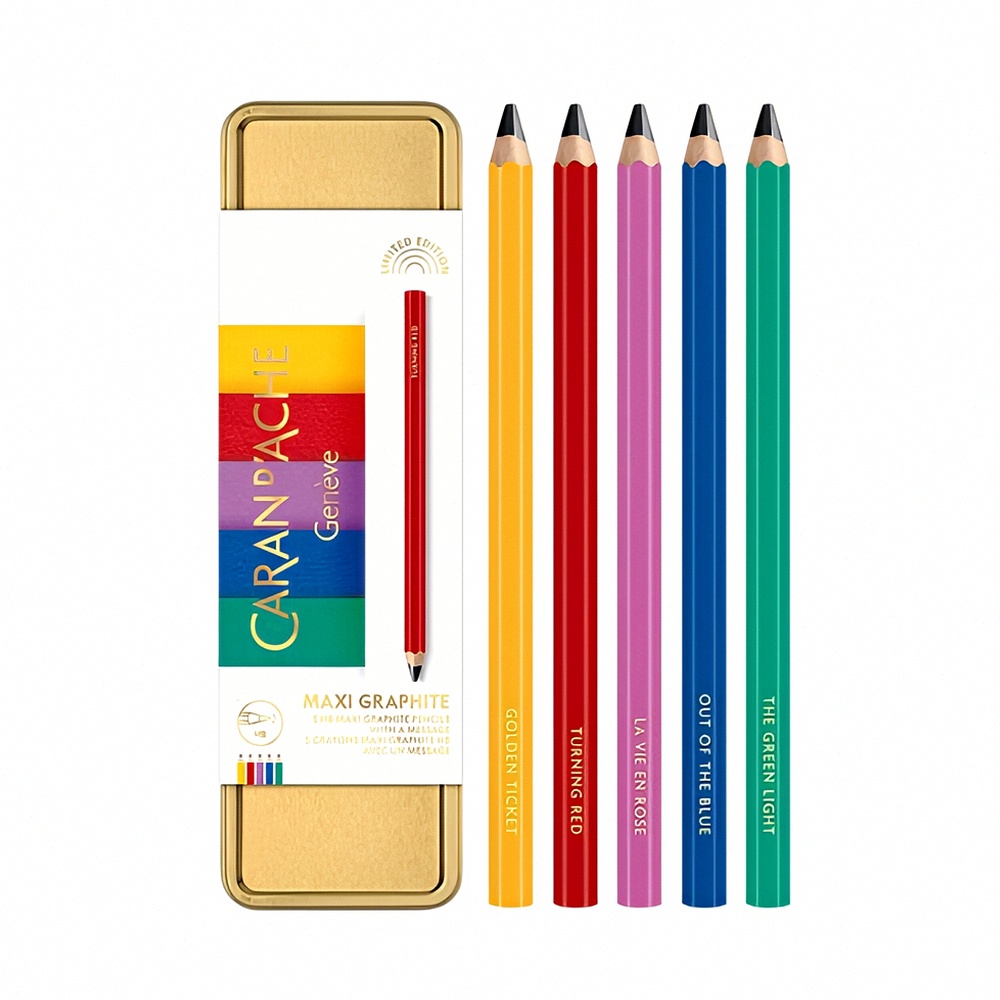 LIMITED EDITION
CARAN D'ACHE
Genève
MAXI GRAPHITE
5 HB MAXI GRAPHITE PENCILS
WITH A MESSAGE
5 CRAYONS MAXI GRAPHITE HB
AVEC UN MESSAGE
GOLDEN TICKET
TURNING RED
LA VIE EN ROSE
OUT OF THE BLUE
THE GREEN LIGHT